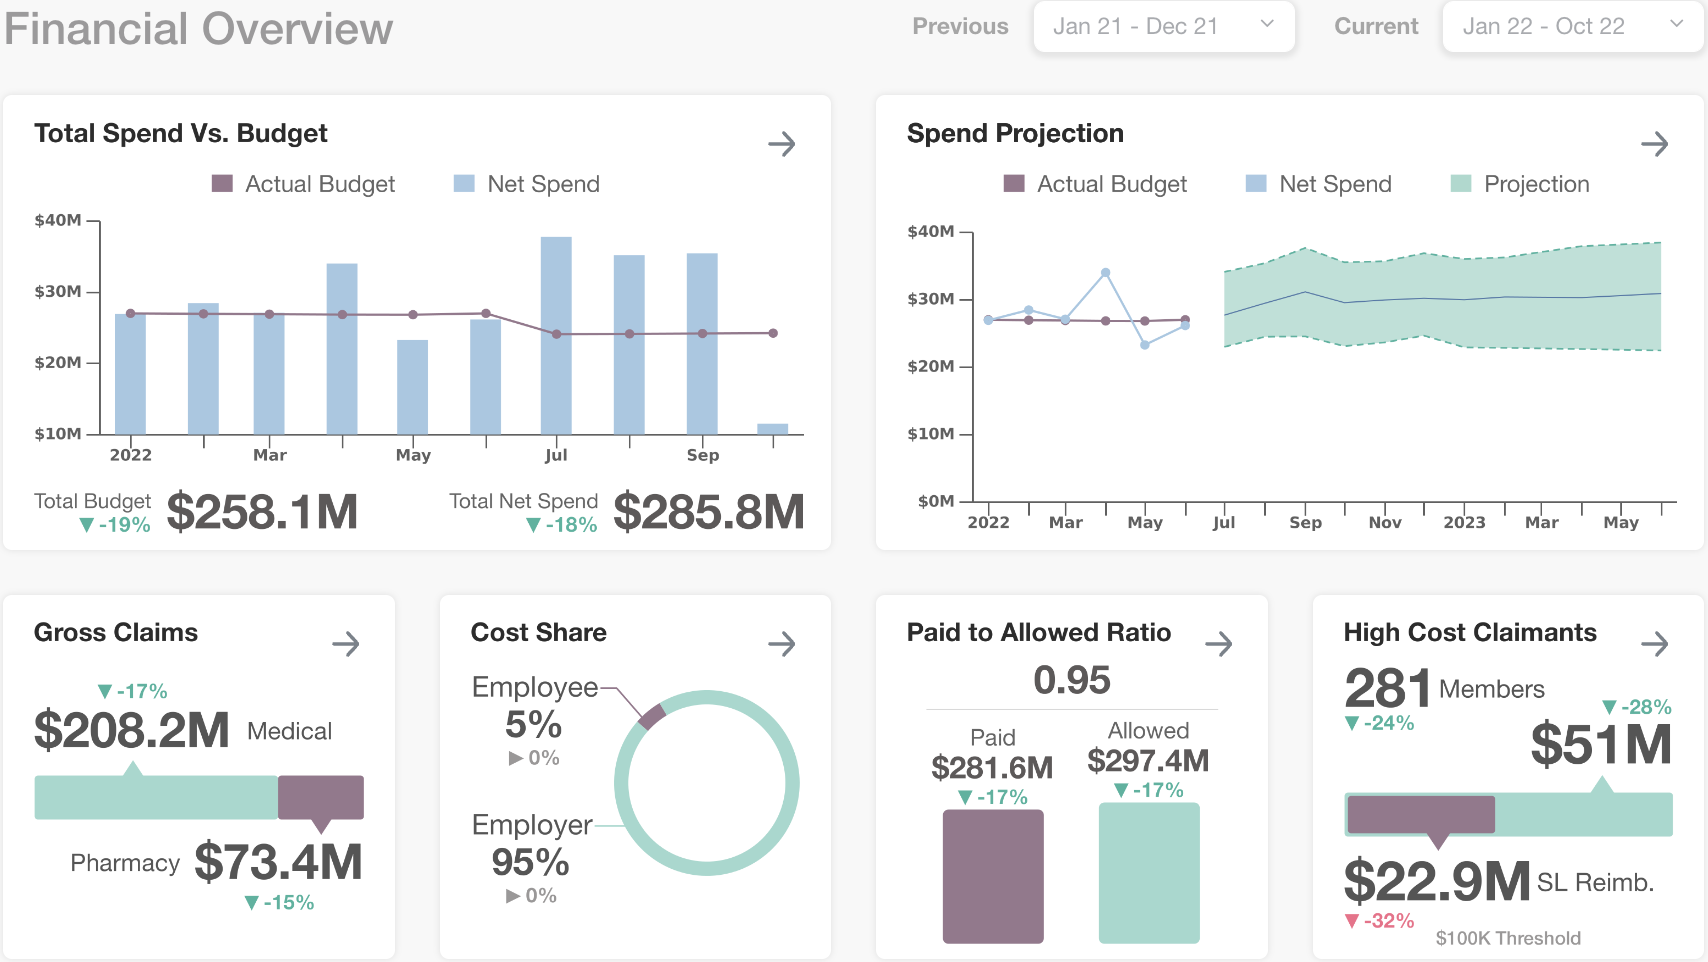 Financial Overview
Previous
Jan 21 - Dec 21
Current
Jan 22 - Oct 22
Total Spend Vs. Budget
Actual Budget
Net Spend
$40M
$30M
$20M
$10M
2022
Mar
May
Jul
Sep
Total Budget
▼ -19%
$258.1M
Total Net Spend
▼ -18%
$285.8M
Spend Projection
Actual Budget
Net Spend
Projection
$40M
$30M
$20M
$10M
$0M
2022
Mar
May
Jul
Sep
Nov
2023
Mar
May
Gross Claims
▼ -17%
$208.2M
Medical
Pharmacy
$73.4M
▼ -15%
Cost Share
Employee
5%
▶ 0%
Employer
95%
▶ 0%
Paid to Allowed Ratio
0.95
Paid
$281.6M
▼ -17%
Allowed
$297.4M
▼ -17%
High Cost Claimants
281
Members
▼ -24%
▼ -28%
$51M
$22.9M
SL Reimb.
▼ -32%
$100K Threshold